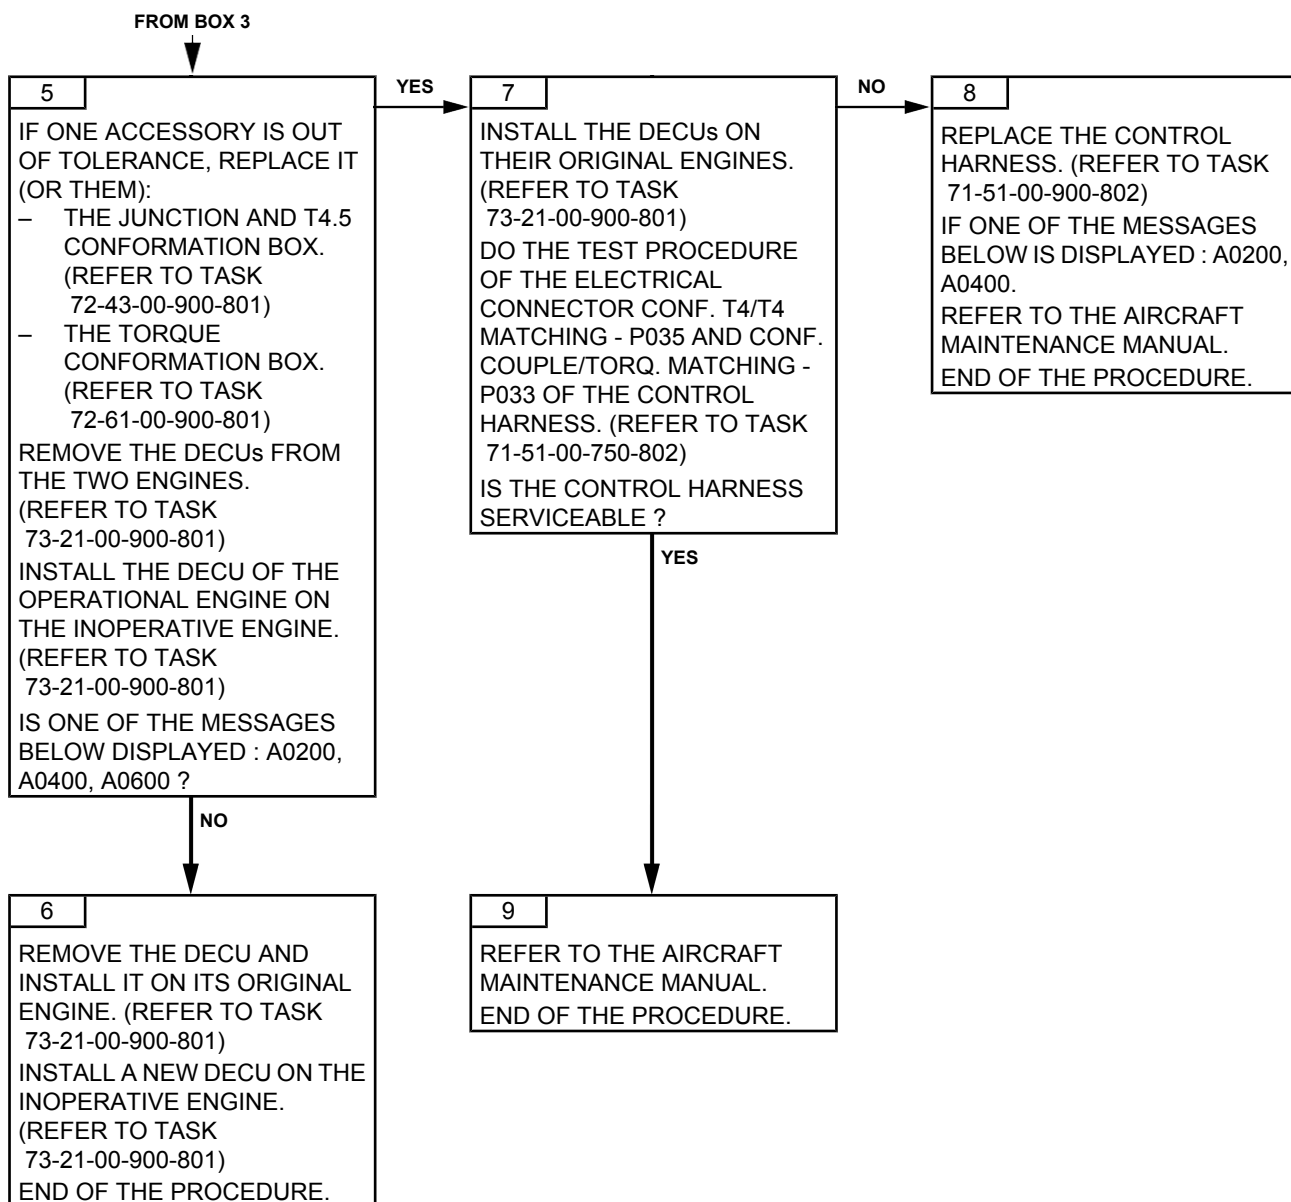 FROM BOX 3
5
IF ONE ACCESSORY IS OUT
OF TOLERANCE, REPLACE IT
(OR THEM):
– THE JUNCTION AND T4.5
CONFORMATION BOX.
(REFER TO TASK
72-43-00-900-801)
– THE TORQUE
CONFORMATION BOX.
(REFER TO TASK
72-61-00-900-801)
REMOVE THE DECUs FROM
THE TWO ENGINES.
(REFER TO TASK
73-21-00-900-801)
INSTALL THE DECU OF THE
OPERATIONAL ENGINE ON
THE INOPERATIVE ENGINE.
(REFER TO TASK
73-21-00-900-801)
IS ONE OF THE MESSAGES
BELOW DISPLAYED : A0200,
A0400, A0600 ?
YES
7
INSTALL THE DECUs ON
THEIR ORIGINAL ENGINES.
(REFER TO TASK
73-21-00-900-801)
DO THE TEST PROCEDURE
OF THE ELECTRICAL
CONNECTOR CONF. T4/T4
MATCHING - P035 AND CONF.
COUPLE/TORQ. MATCHING -
P033 OF THE CONTROL
HARNESS. (REFER TO TASK
71-51-00-750-802)
IS THE CONTROL HARNESS
SERVICEABLE ?
NO
8
REPLACE THE CONTROL
HARNESS. (REFER TO TASK
71-51-00-900-802)
IF ONE OF THE MESSAGES
BELOW IS DISPLAYED : A0200,
A0400.
REFER TO THE AIRCRAFT
MAINTENANCE MANUAL.
END OF THE PROCEDURE.
NO
YES
6
REMOVE THE DECU AND
INSTALL IT ON ITS ORIGINAL
ENGINE. (REFER TO TASK
73-21-00-900-801)
INSTALL A NEW DECU ON THE
INOPERATIVE ENGINE.
(REFER TO TASK
73-21-00-900-801)
END OF THE PROCEDURE.
9
REFER TO THE AIRCRAFT
MAINTENANCE MANUAL.
END OF THE PROCEDURE.